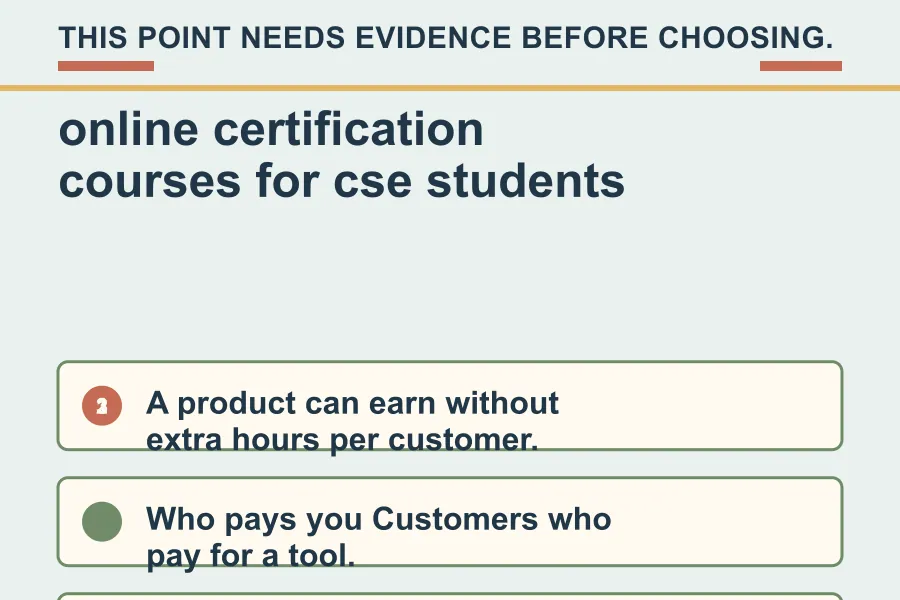 THIS POINT NEEDS EVIDENCE BEFORE CHOOSING.
online certification
courses for cse students
A product can earn without
extra hours per customer.
Who pays you Customers who
pay for a tool.